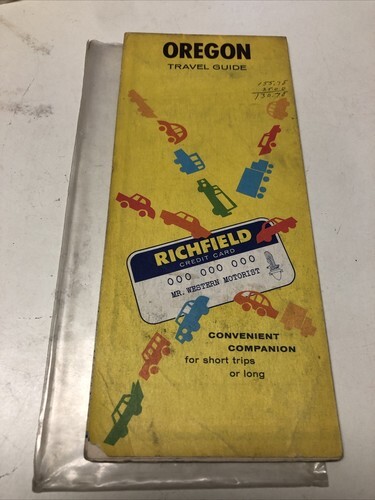 OREGON
TRAVEL GUIDE
RICHFIELD
CREDIT CARD
000 000 000
MR. WESTERN MOTORIST
CONVENIENT
COMPANION
for short trips
or long